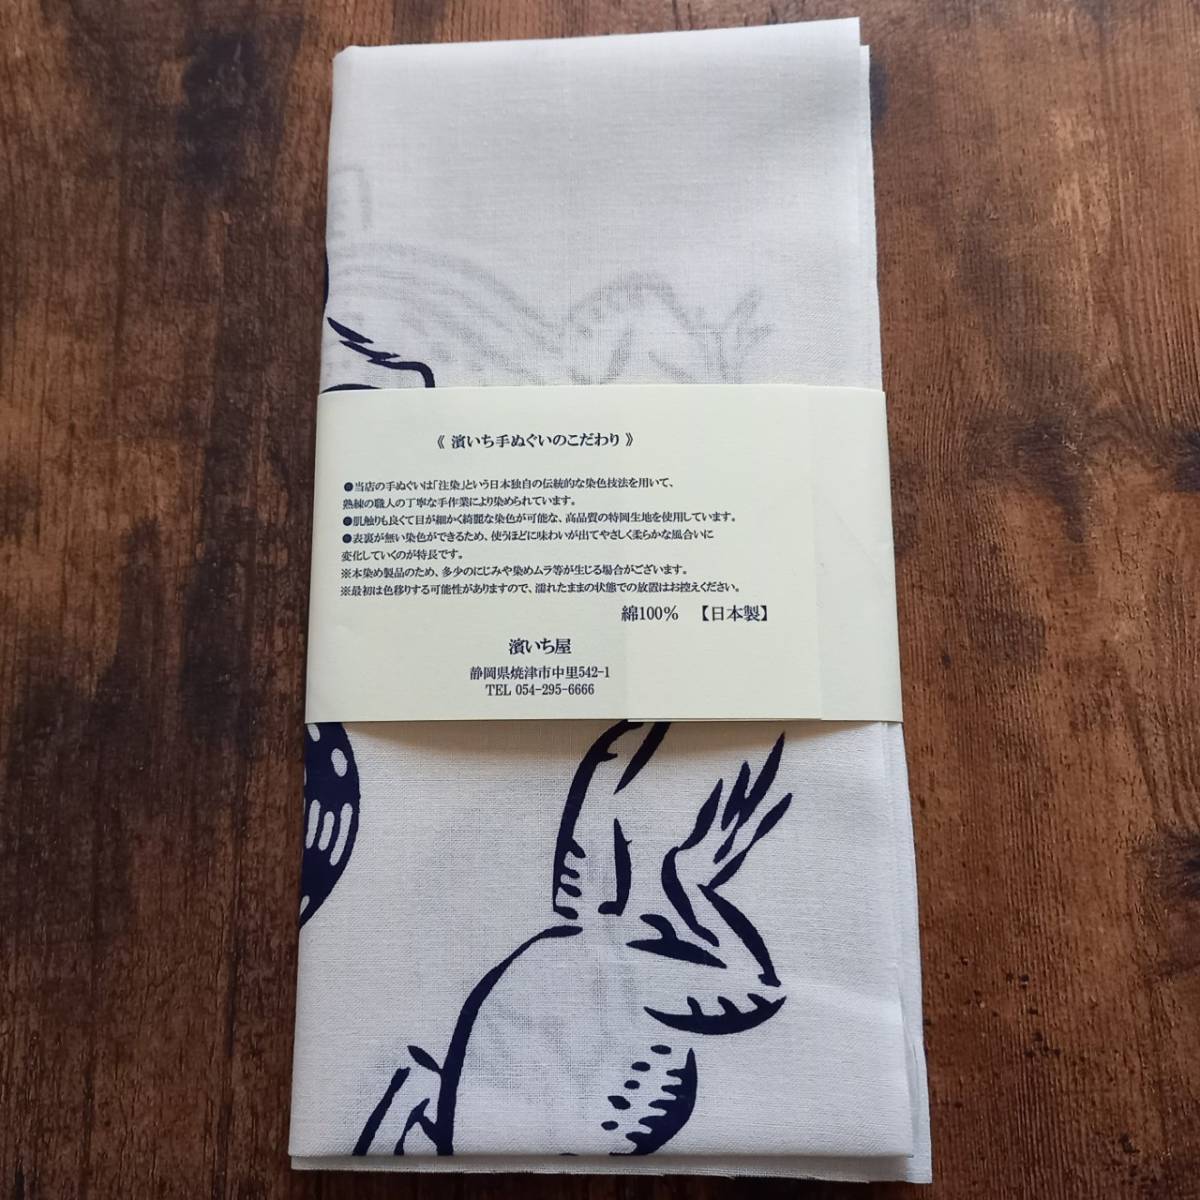 《 濱いち手ぬぐいのこだわり 》
●当店の手ぬぐいは「注染」という日本独自の伝統的な染色技法を用いて、
熟練の職人の丁寧な手作業により染められています。
●肌触りも良くて目が細かく綺麗な染色が可能な、高品質の特岡生地を使用しています。
●表裏が無い染色ができるため、使うほどに味わいが出てやさしく柔らかな風合いに
変化していくのが特長です。
※本染め製品のため、多少のにじみや染めムラ等が生じる場合がございます。
※最初は色移りする可能性がありますので、濡れたままの状態での放置はお控えください。
綿100% 【日本製】
濱いち屋
静岡県焼津市中里542-1
TEL 054-295-6666